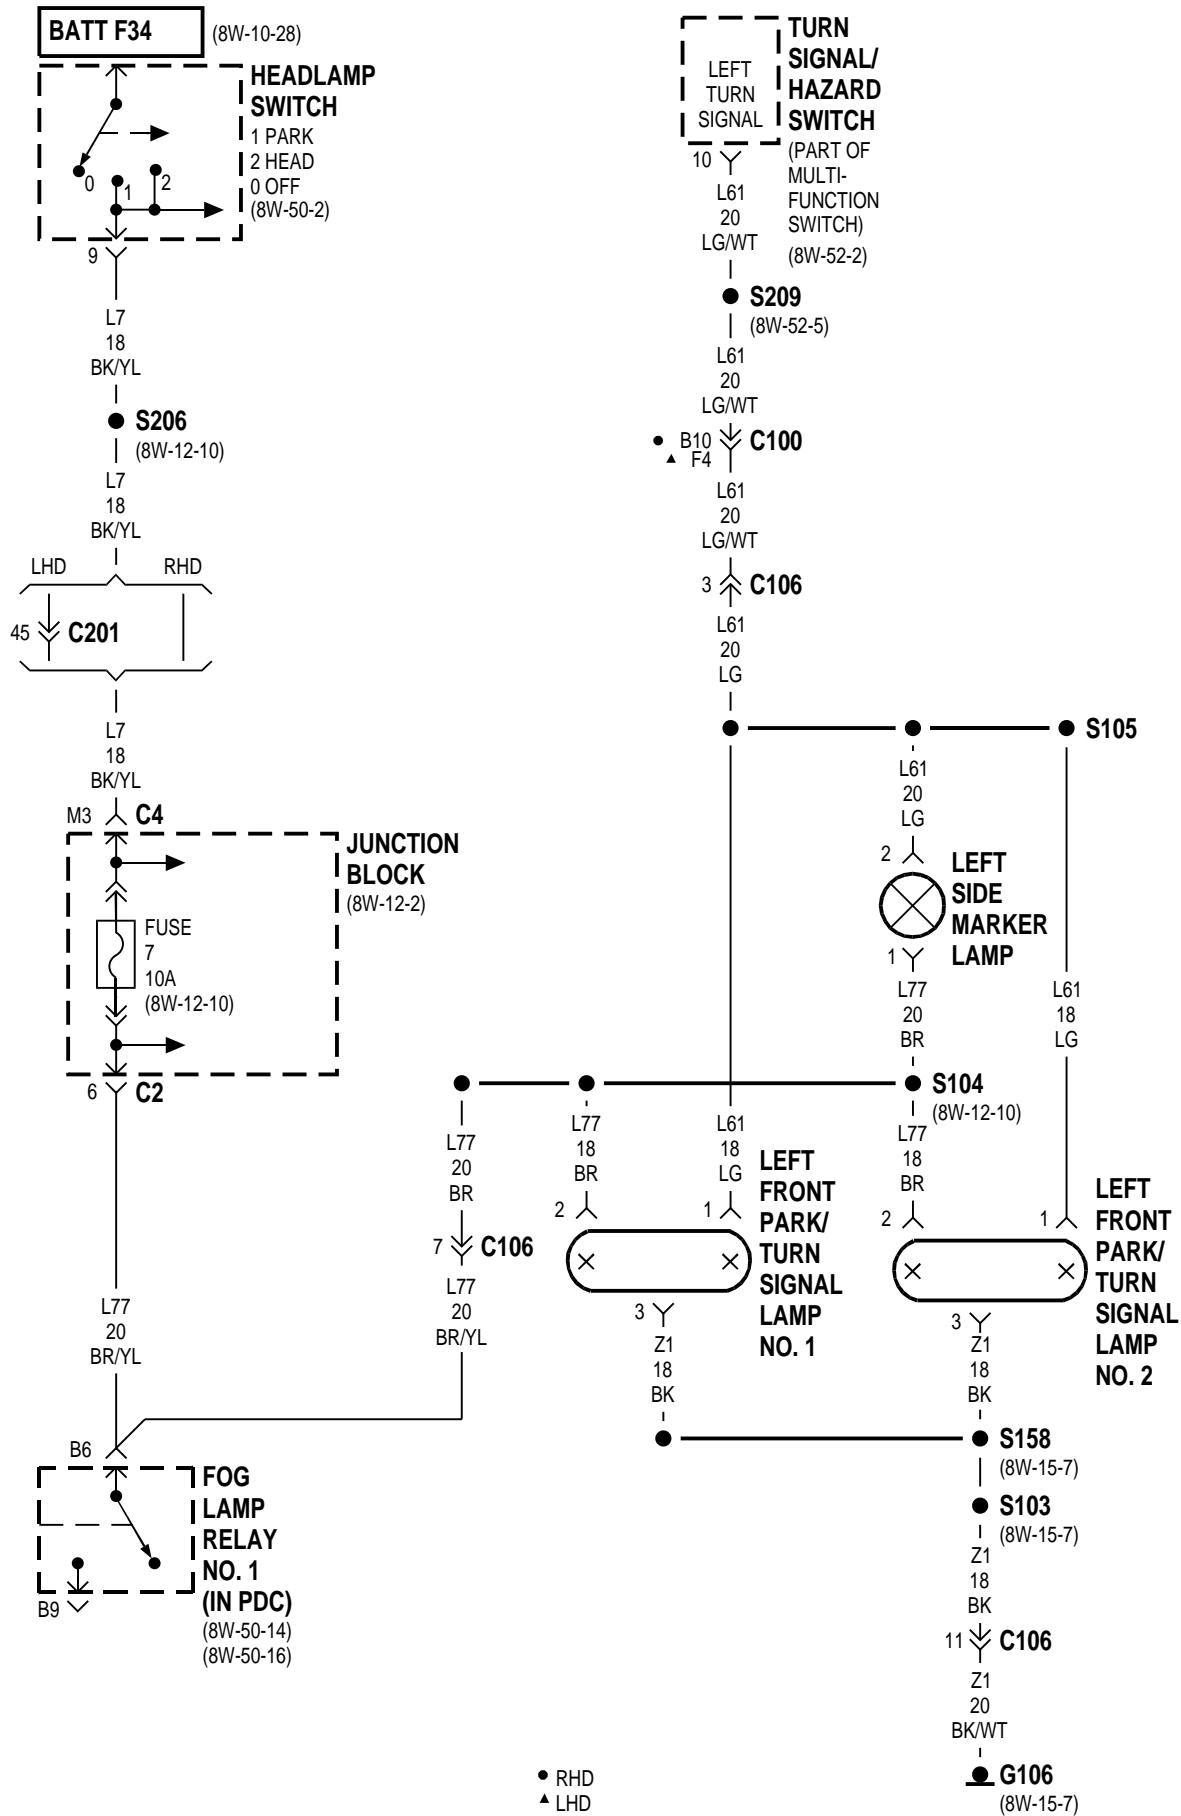 BATT F34
(8W-10-28)
HEADLAMP
SWITCH
1 PARK
2 HEAD
0 OFF
(8W-50-2)
0
1
2
9
L7
18
BK/YL
S206
(8W-12-10)
L7
18
BK/YL
LHD
RHD
45
C201
L7
18
BK/YL
M3
C4
JUNCTION
BLOCK
(8W-12-2)
FUSE
7
10A
(8W-12-10)
6
C2
L77
20
BR/YL
B6
FOG
LAMP
RELAY
NO. 1
(IN PDC)
(8W-50-14)
(8W-50-16)
B9
LEFT
TURN
SIGNAL
TURN
SIGNAL/
HAZARD
SWITCH
(PART OF
MULTI-
FUNCTION
SWITCH)
(8W-52-2)
10
L61
20
LG/WT
S209
(8W-52-5)
L61
20
LG/WT
B10
F4
C100
L61
20
LG/WT
3
C106
L61
20
LG
S105
L61
20
LG
2
LEFT
SIDE
MARKER
LAMP
1
L77
20
BR
L61
18
LG
S104
(8W-12-10)
L77
20
BR
7
C106
L77
20
BR/YL
L77
18
BR
2
L61
18
LG
1
LEFT
FRONT
PARK/
TURN
SIGNAL
LAMP
NO. 1
3
Z1
18
BK
L77
18
BR
2
1
LEFT
FRONT
PARK/
TURN
SIGNAL
LAMP
NO. 2
3
Z1
18
BK
S158
(8W-15-7)
S103
(8W-15-7)
Z1
18
BK
11
C106
Z1
20
BK/WT
G106
(8W-15-7)
RHD
LHD